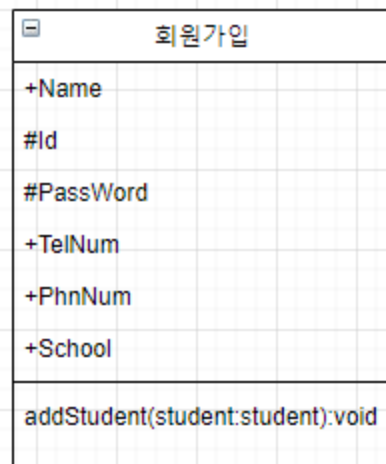 회원가입
+Name
#Id
#PassWord
+TelNum
+PhnNum
+School
addStudent(student:student):void